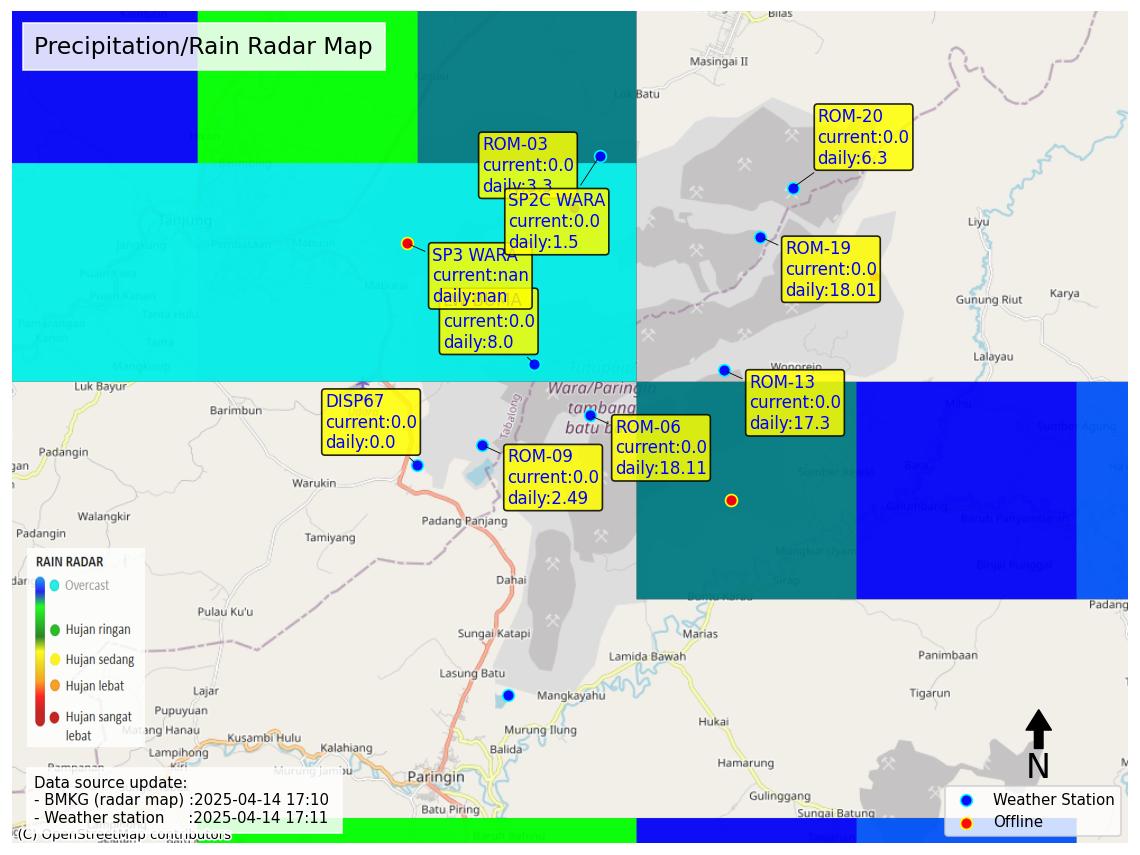 Precipitation/Rain Radar Map
Bilas
Masingai II
Batu
ROM-20
current:0.0
daily:6.3
ROM-03
current:0.0
daily:3.3
SP2C WARA
current:0.0
daily:1.5
Liyu
Tanjung
ROM-19
current:0.0
daily:18.01
SP3 WARA
current:nan
daily:nan
current:0.0
daily:8.0
Gunung Riut
Karya
Lalayau
Wonorejo
Luk Bayur
Wara/Paringin
tambang
batu b
ROM-13
current:0.0
daily:17.3
DISP67
current:0.0
daily:0.0
Barimbun
Tabalong
ROM-06
current:0.0
daily:18.11
ROM-09
current:0.0
daily:2.49
Padangin
Warukin
Walangkir
Padangin
Padang Panjang
Tamiyang
RAIN RADAR
Overcast
Hujan ringan
Hujan sedang
Hujan lebat
Hujan sangat
lebat
Dahai
Pulau Ku'u
Padang
Sungai Katapi
Marias
Lamida Bawah
Panimbaan
Lasung Batu
Lajar
Mangkayahu
Tigarun
Pupuyuan
Matang Hanau
Hukai
Murung Ilung
Kusambi Hulu
Lampihong
Kalahiang
Balida
Hamarung
Murung Jambu
Paringin
Gulinggang
Batu Piring
Sungai Batung
N
Data source update:
- BMKG (radar map) :2025-04-14 17:10
- Weather station :2025-04-14 17:11
(C) OpenStreetMap contributors
Weather Station
Offline